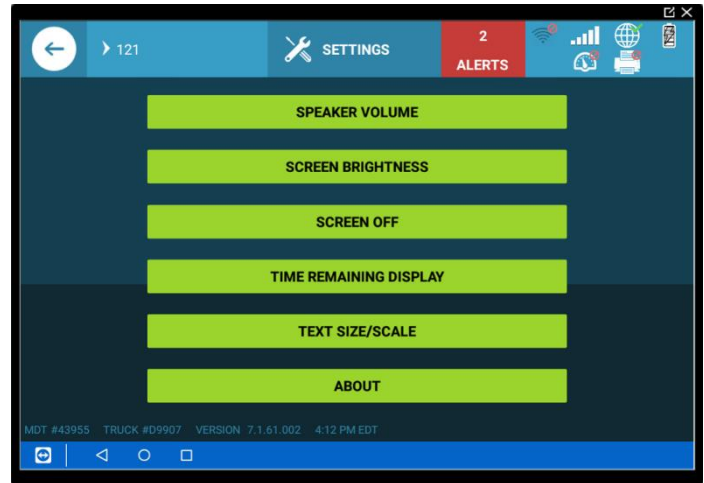 121
SETTINGS
2
ALERTS
SPEAKER VOLUME
SCREEN BRIGHTNESS
SCREEN OFF
TIME REMAINING DISPLAY
TEXT SIZE/SCALE
ABOUT
MDT #43955 TRUCK #D9907 VERSION 7.1.61.002 4:12 PM EDT